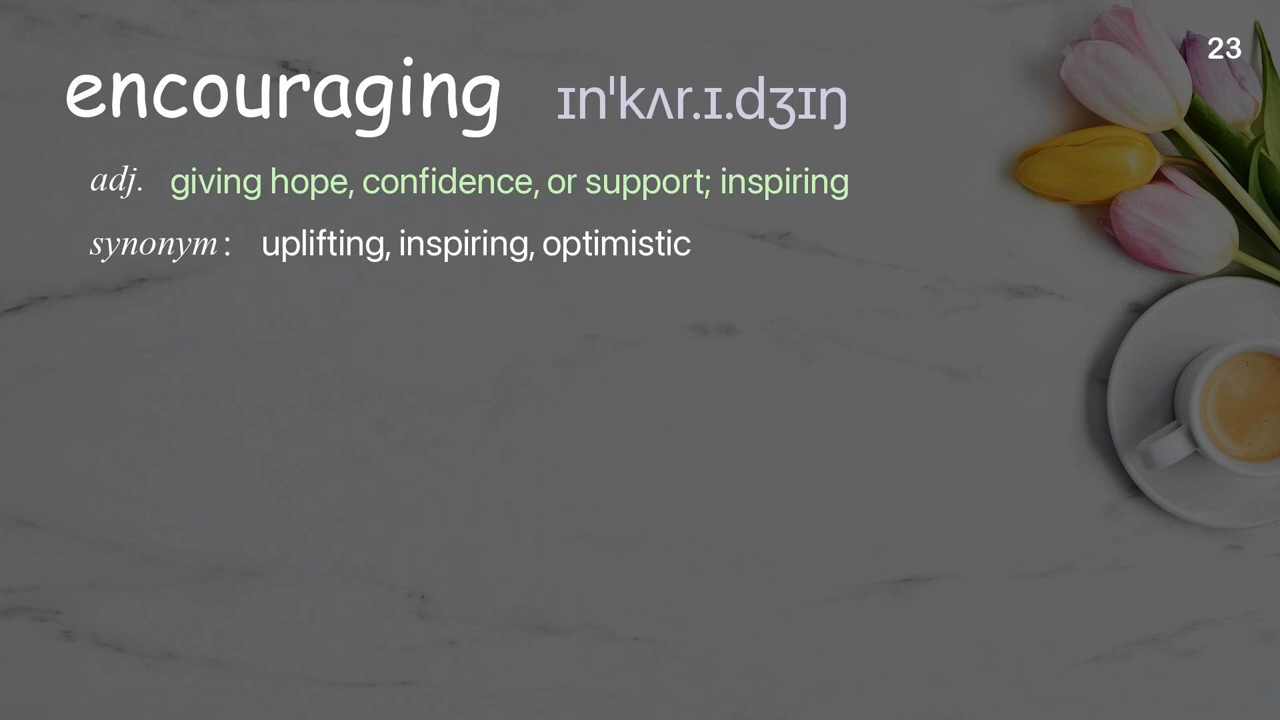 23
encouraging ɪnˈkʌr.ɪ.dʒɪŋ
adj. giving hope, confidence, or support; inspiring
synonym: uplifting, inspiring, optimistic